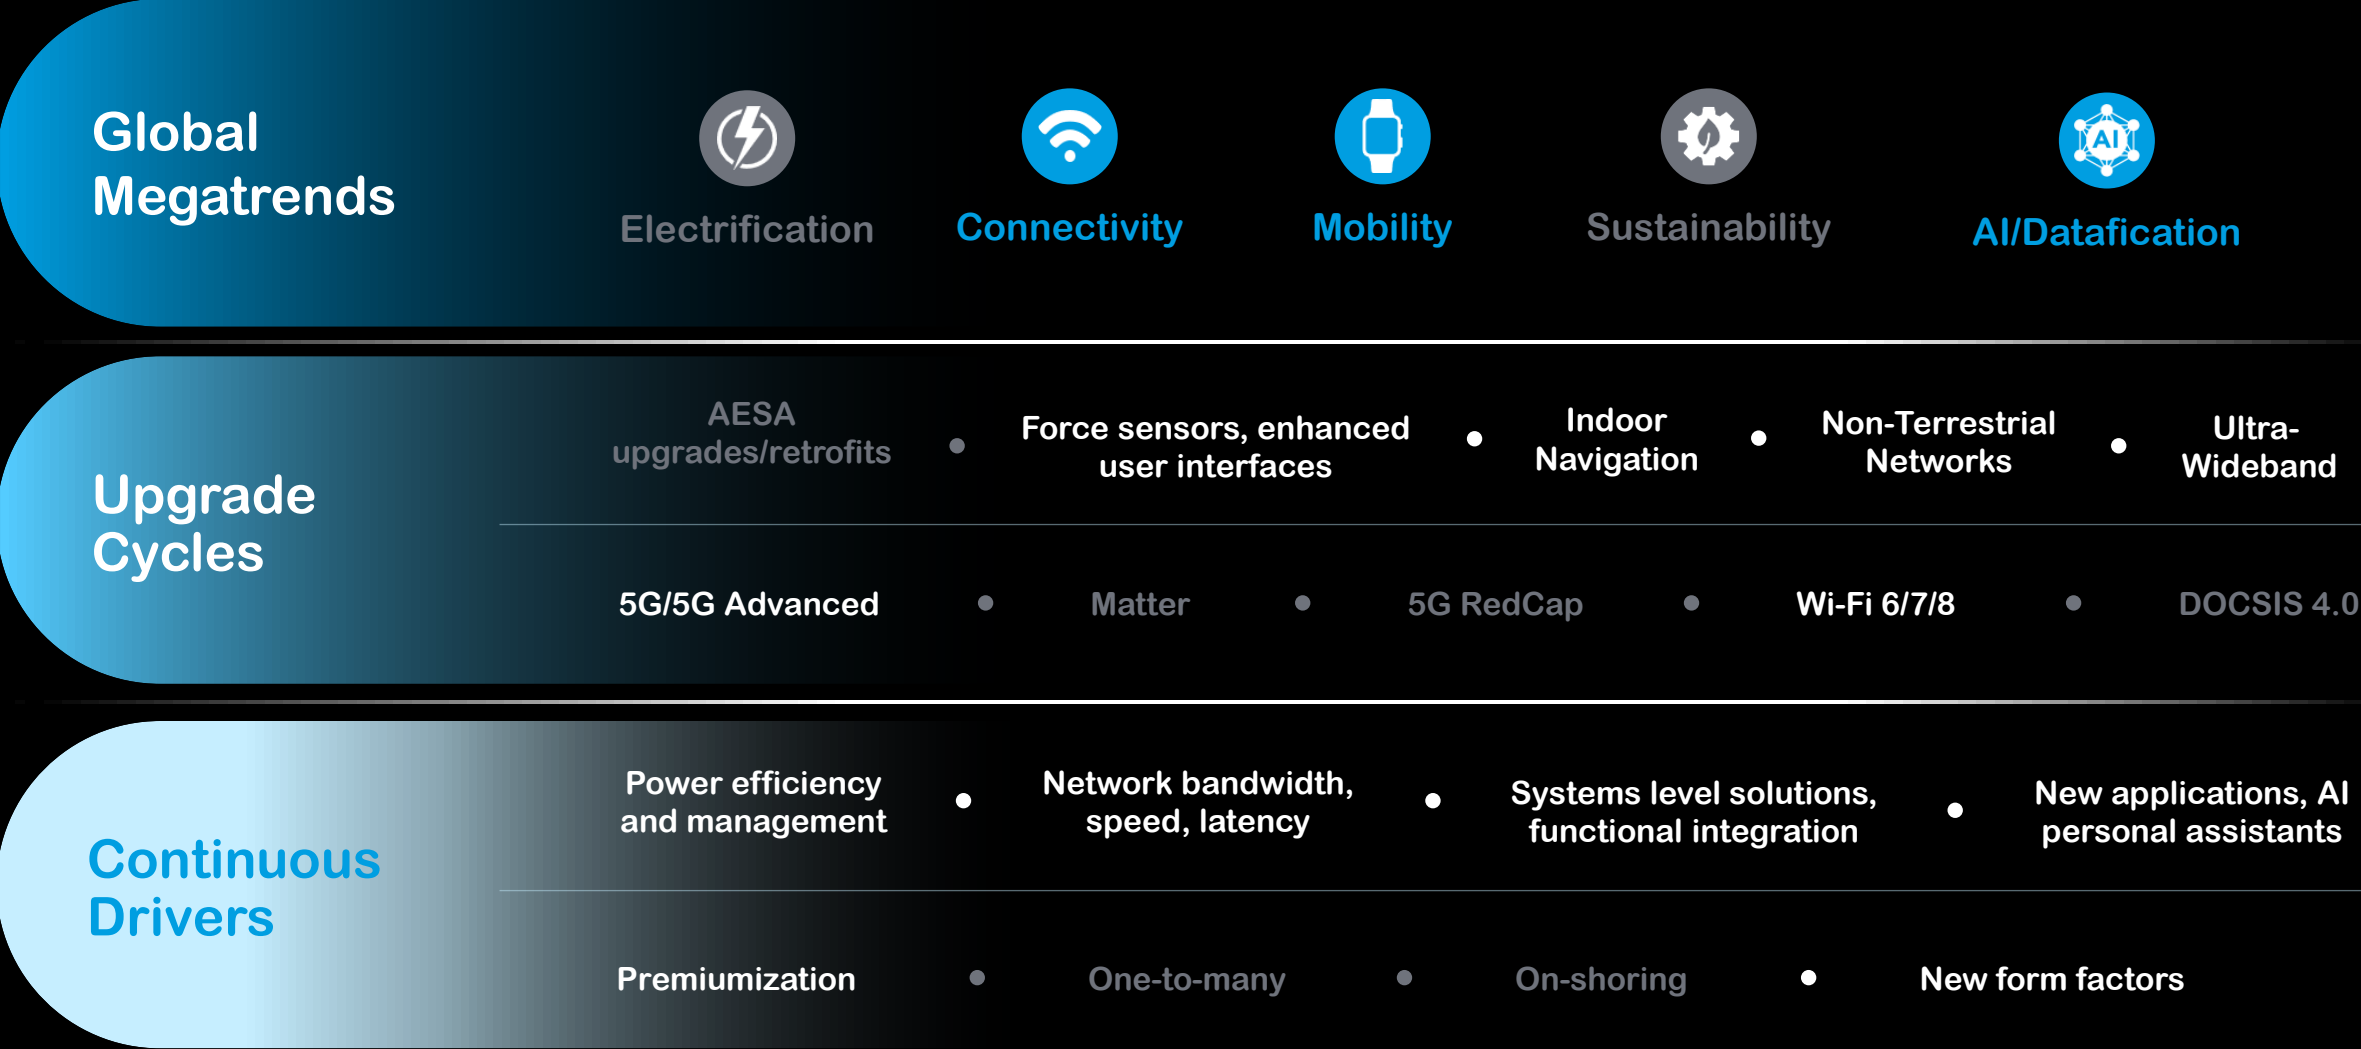 Global
Megatrends
Electrification
Connectivity
Mobility
Sustainability
AI
AI/Datafication
Upgrade
Cycles
AESA
upgrades/retrofits
Force sensors, enhanced
user interfaces
Indoor
Navigation
Non-Terrestrial
Networks
Ultra-
Wideband
5G/5G Advanced
Matter
5G RedCap
Wi-Fi 6/7/8
DOCSIS 4.0
Continuous
Drivers
Power efficiency
and management
Network bandwidth,
speed, latency
Systems level solutions,
functional integration
New applications, AI
personal assistants
Premiumization
One-to-many
On-shoring
New form factors